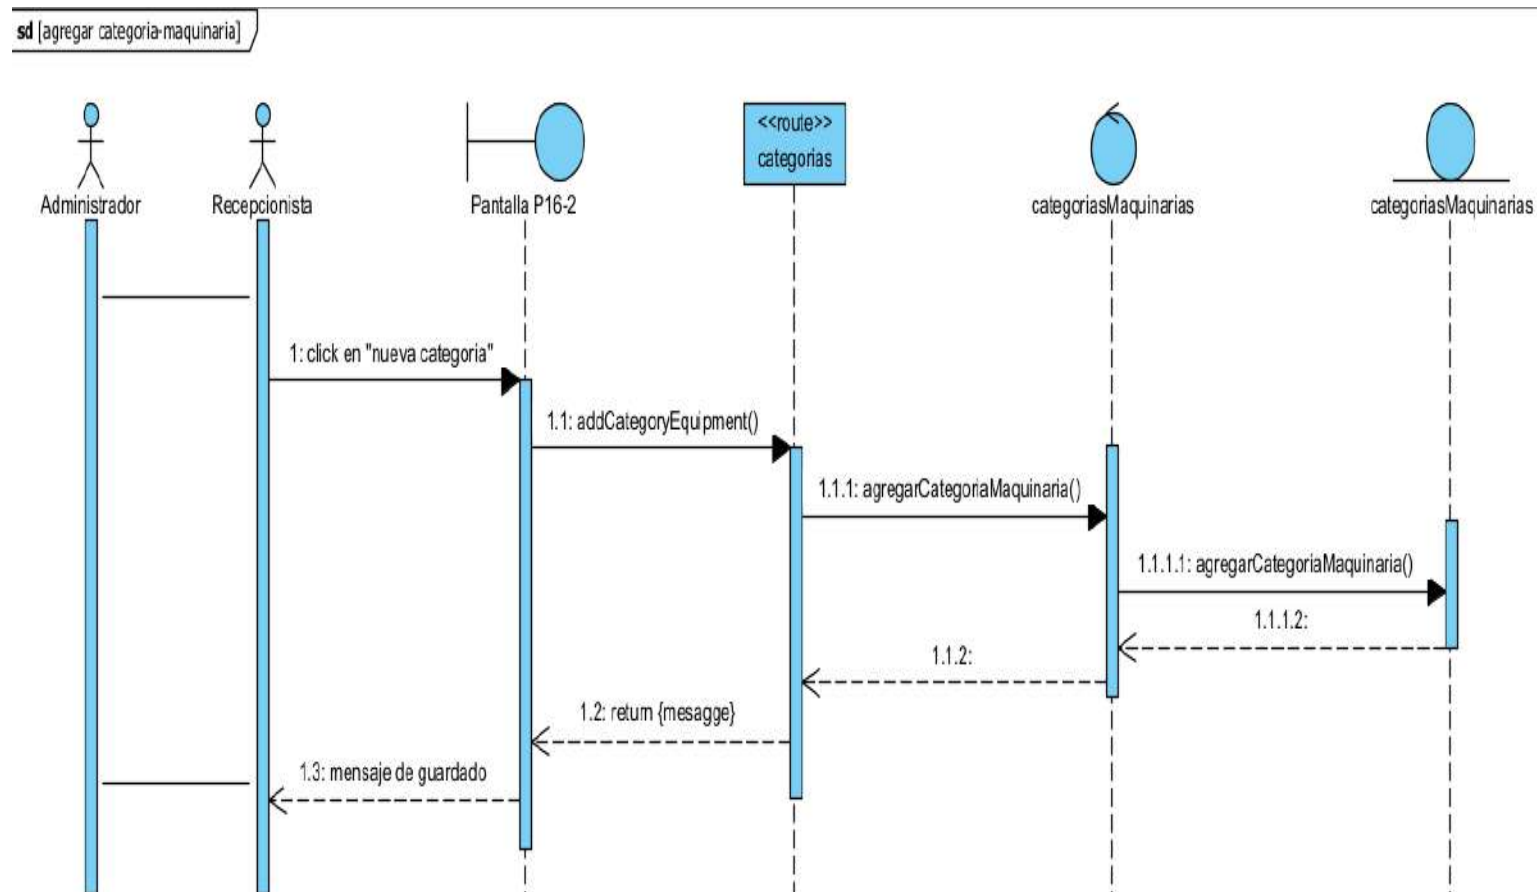 sd [agregar categoria-maquinaria]
<<route>>
categorias
Administrador
Recepcionista
Pantalla P16-2
categoriasMaquinarias
categoriasMaquinarias
1: click en "nueva categoria"
1.1: addCategoryEquipment()
1.1.1: agregarCategoriaMaquinaria()
1.1.1.1: agregarCategoriaMaquinaria()
1.1.1.2:
1.1.2:
1.2: return {mesagge}
1.3: mensaje de guardado